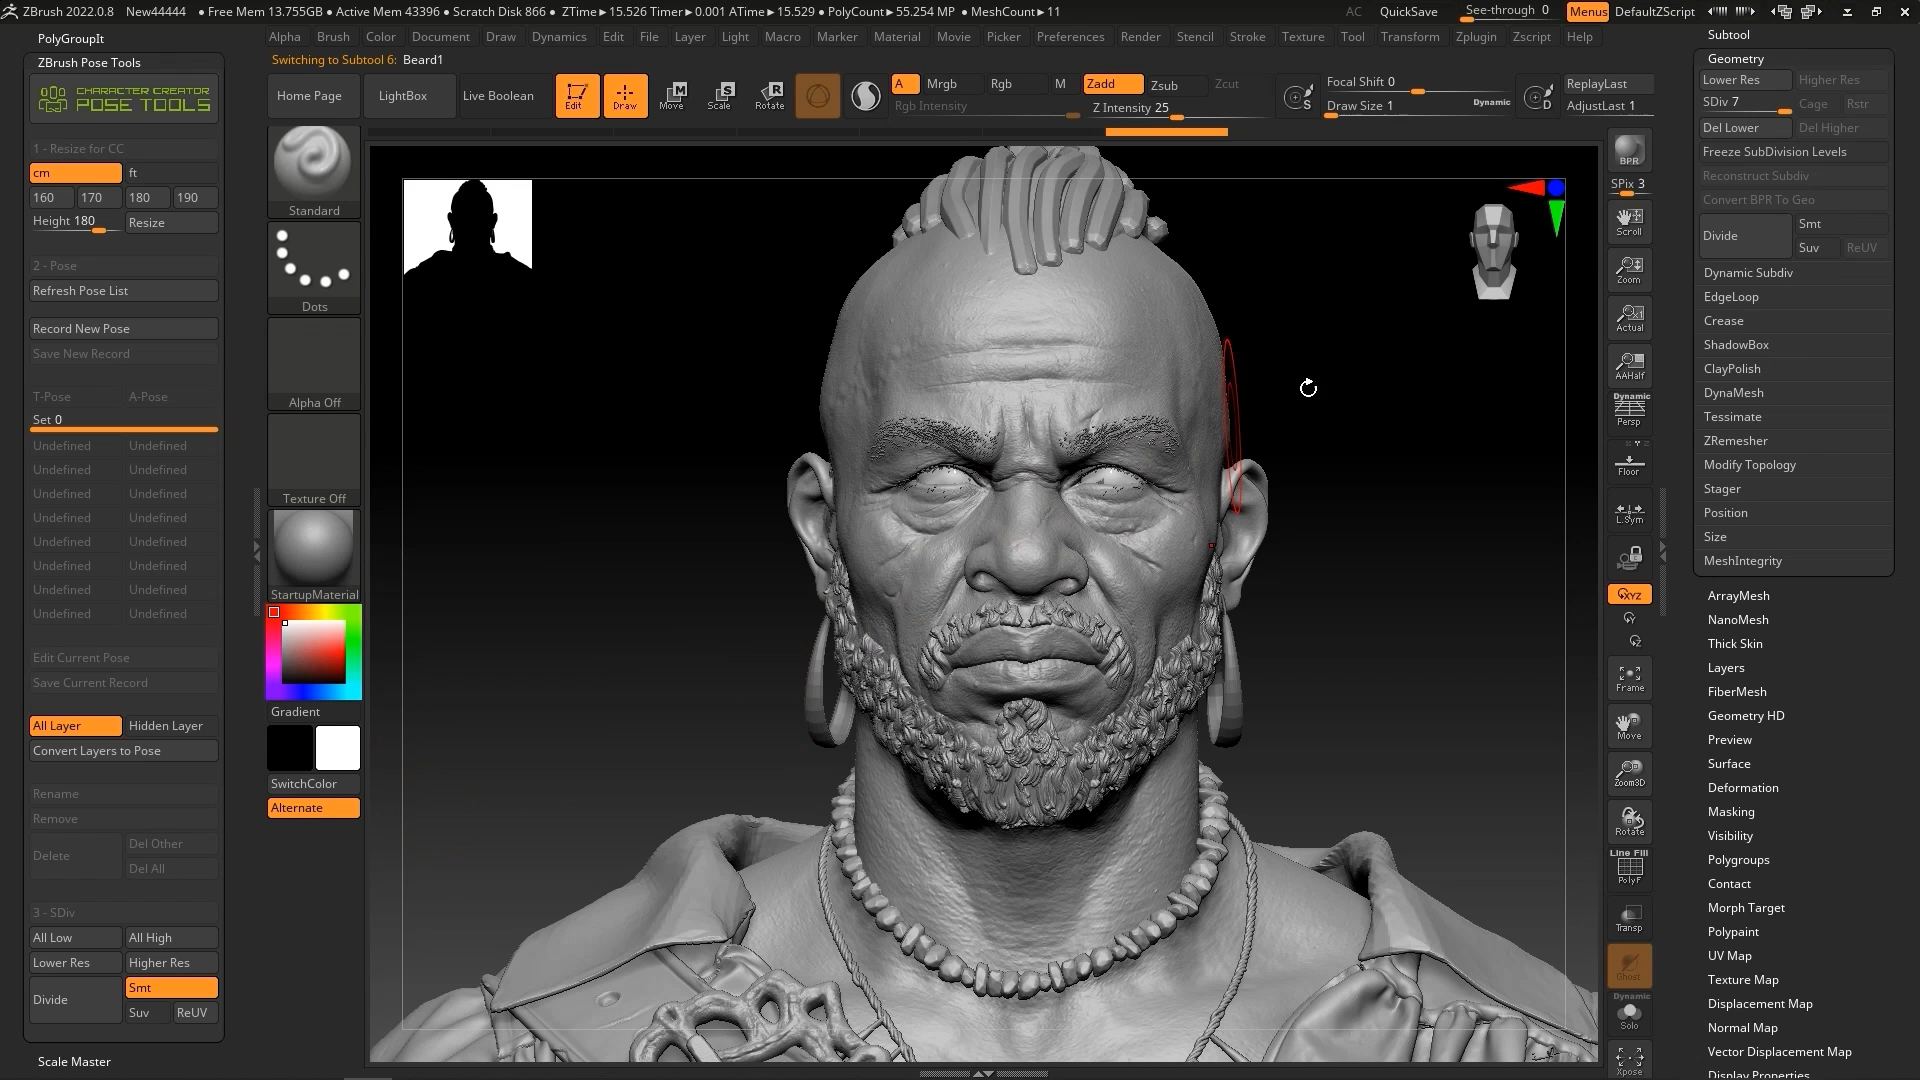 ZBrush 2022.0.8 New44444 ● Free Mem 13.755GB ● Active Mem 43396 ● Scratch Disk 866 ● ZTime►15.526 Timer►0.001 ATime►15.529 ● PolyCount►55.254 MP ● MeshCount►11 AC QuickSave See-through 0 Menus DefaultZScript
Alpha Brush Color Document Draw Dynamics Edit File Layer Light Macro Marker Material Movie Picker Preferences Render Stencil Stroke Texture Tool Transform Zplugin Zscript Help
Switching to Subtool 6: Beard1
PolyGroupIt
ZBrush Pose Tools
CHARACTER CREATOR
POSE TOOLS
1 - Resize for CC
cm ft
160 170 180 190
Height 180 Resize
2 - Pose
Refresh Pose List
Record New Pose
Save New Record
T-Pose A-Pose
Set 0
Undefined Undefined
Undefined Undefined
Undefined Undefined
Undefined Undefined
Undefined Undefined
Undefined Undefined
Undefined Undefined
Undefined Undefined
Edit Current Pose
Save Current Record
All Layer Hidden Layer
Convert Layers to Pose
Rename
Remove
Delete Del Other
Del All
3 - SDiv
All Low All High
Lower Res Higher Res
Divide Smt
Suv ReUV
Scale Master
Home Page LightBox Live Boolean
Edit Draw Move Scale Rotate
M S R
A Mrgb Rgb M Zadd Zsub Zcut
Rgb Intensity Z Intensity 25
S Focal Shift 0
Draw Size 1 Dynamic
D ReplayLast
AdjustLast 1
Standard
Dots
Alpha Off
Texture Off
StartupMaterial
Gradient
SwitchColor
Alternate
BPR
SPix 3
Scroll
Zoom
Actual
AAHalf
Dynamic
Persp
Floor
L.Sym
XYZ
Y
Z
Frame
Move
Zoom3D
Rotate
Line Fill
PolyF
Transp
Ghost
Dynamic
Solo
Xpose
Subtool
Geometry
Lower Res Higher Res
SDiv 7 Cage Rstr
Del Lower Del Higher
Freeze SubDivision Levels
Reconstruct Subdiv
Convert BPR To Geo
Divide Smt
Suv ReUV
Dynamic Subdiv
EdgeLoop
Crease
ShadowBox
ClayPolish
DynaMesh
Tessimate
ZRemesher
Modify Topology
Stager
Position
Size
MeshIntegrity
ArrayMesh
NanoMesh
Thick Skin
Layers
FiberMesh
Geometry HD
Preview
Surface
Deformation
Masking
Visibility
Polygroups
Contact
Morph Target
Polypaint
UV Map
Texture Map
Displacement Map
Normal Map
Vector Displacement Map
Display Properties